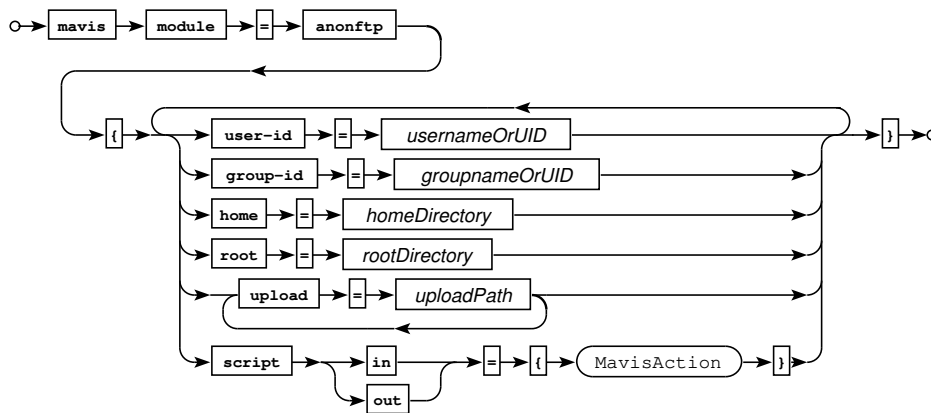 mavis module = anonftp
{ user-id = usernameOrUID }
group-id = groupnameOrUID
home = homeDirectory
root = rootDirectory
upload = uploadPath
script in = { MavisAction }
out